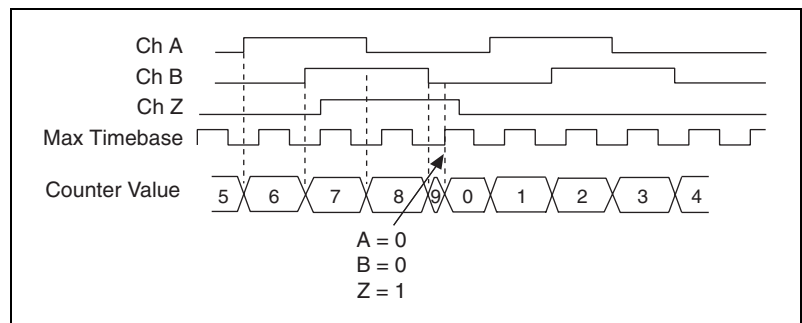 Ch A
Ch B
Ch Z
Max Timebase
Counter Value 5 6 7 8 9 0 1 2 3 4
A = 0
B = 0
Z = 1